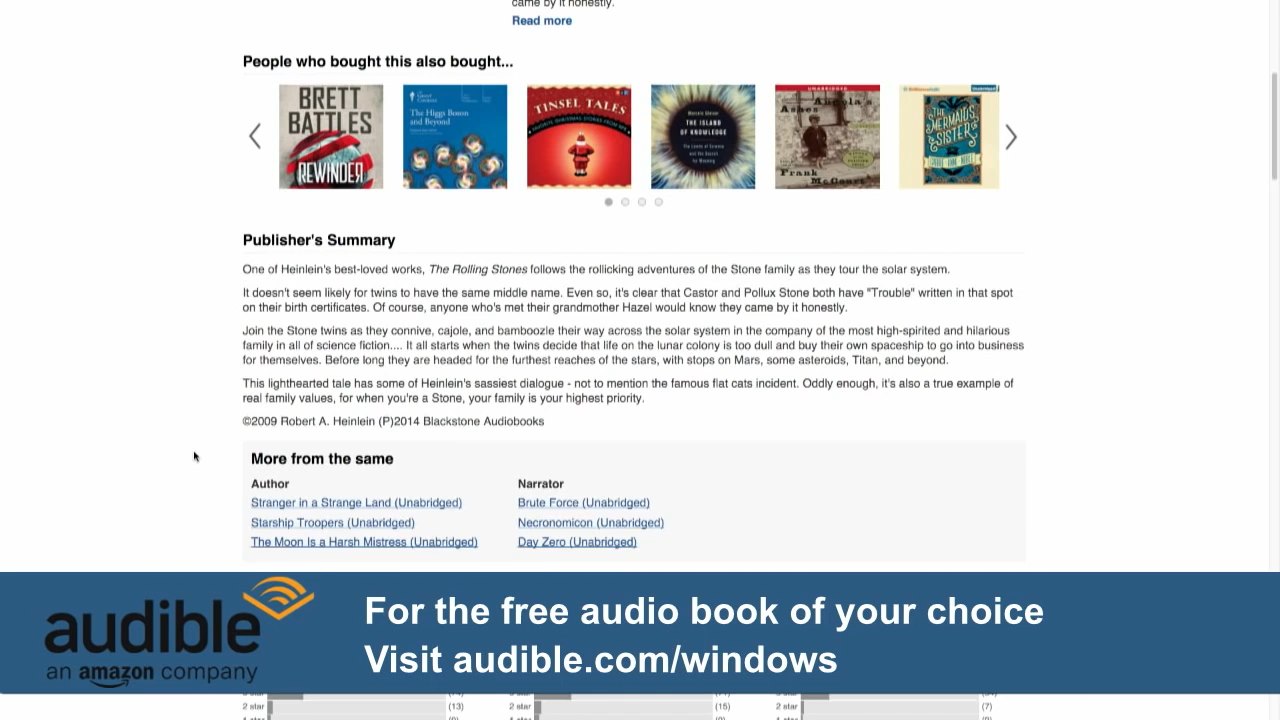 came by it honestly.
Read more
People who bought this also bought...
BRETT
BATTLES
REWINDER
The Higgs Boson
and Beyond
TINSEL TALES
THE ISLAND
OF KNOWLEDGE
The Limits of Science
and the Search
for Meaning
UNABRIDGED
Angela's
Ashes
Frank
McCourt
THE
MERMAID'S
SISTER
Publisher's Summary
One of Heinlein's best-loved works, The Rolling Stones follows the rollicking adventures of the Stone family as they tour the solar system.
It doesn't seem likely for twins to have the same middle name. Even so, it's clear that Castor and Pollux Stone both have "Trouble" written in that spot
on their birth certificates. Of course, anyone who's met their grandmother Hazel would know they came by it honestly.
Join the Stone twins as they connive, cajole, and bamboozle their way across the solar system in the company of the most high-spirited and hilarious
family in all of science fiction.... It all starts when the twins decide that life on the lunar colony is too dull and buy their own spaceship to go into business
for themselves. Before long they are headed for the furthest reaches of the stars, with stops on Mars, some asteroids, Titan, and beyond.
This lighthearted tale has some of Heinlein's sassiest dialogue - not to mention the famous flat cats incident. Oddly enough, it's also a true example of
real family values, for when you're a Stone, your family is your highest priority.
©2009 Robert A. Heinlein (P)2014 Blackstone Audiobooks
More from the same
Author Narrator
Stranger in a Strange Land (Unabridged) Brute Force (Unabridged)
Starship Troopers (Unabridged) Necronomicon (Unabridged)
The Moon Is a Harsh Mistress (Unabridged) Day Zero (Unabridged)
audible
an amazon company
For the free audio book of your choice
Visit audible.com/windows
2 star (13) 2 star (15) 2 star (7)